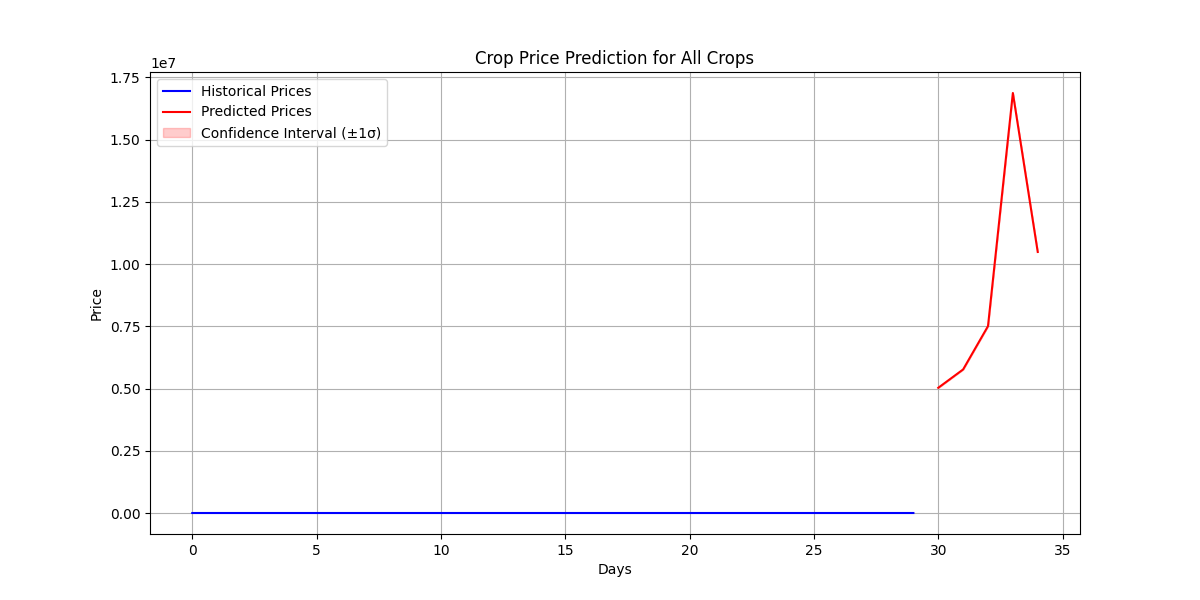 Crop Price Prediction for All Crops
1e7
Historical Prices
Predicted Prices
Confidence Interval (±1σ)
1.75
1.50
1.25
1.00
0.75
0.50
0.25
0.00
Price
0 5 10 15 20 25 30 35
Days